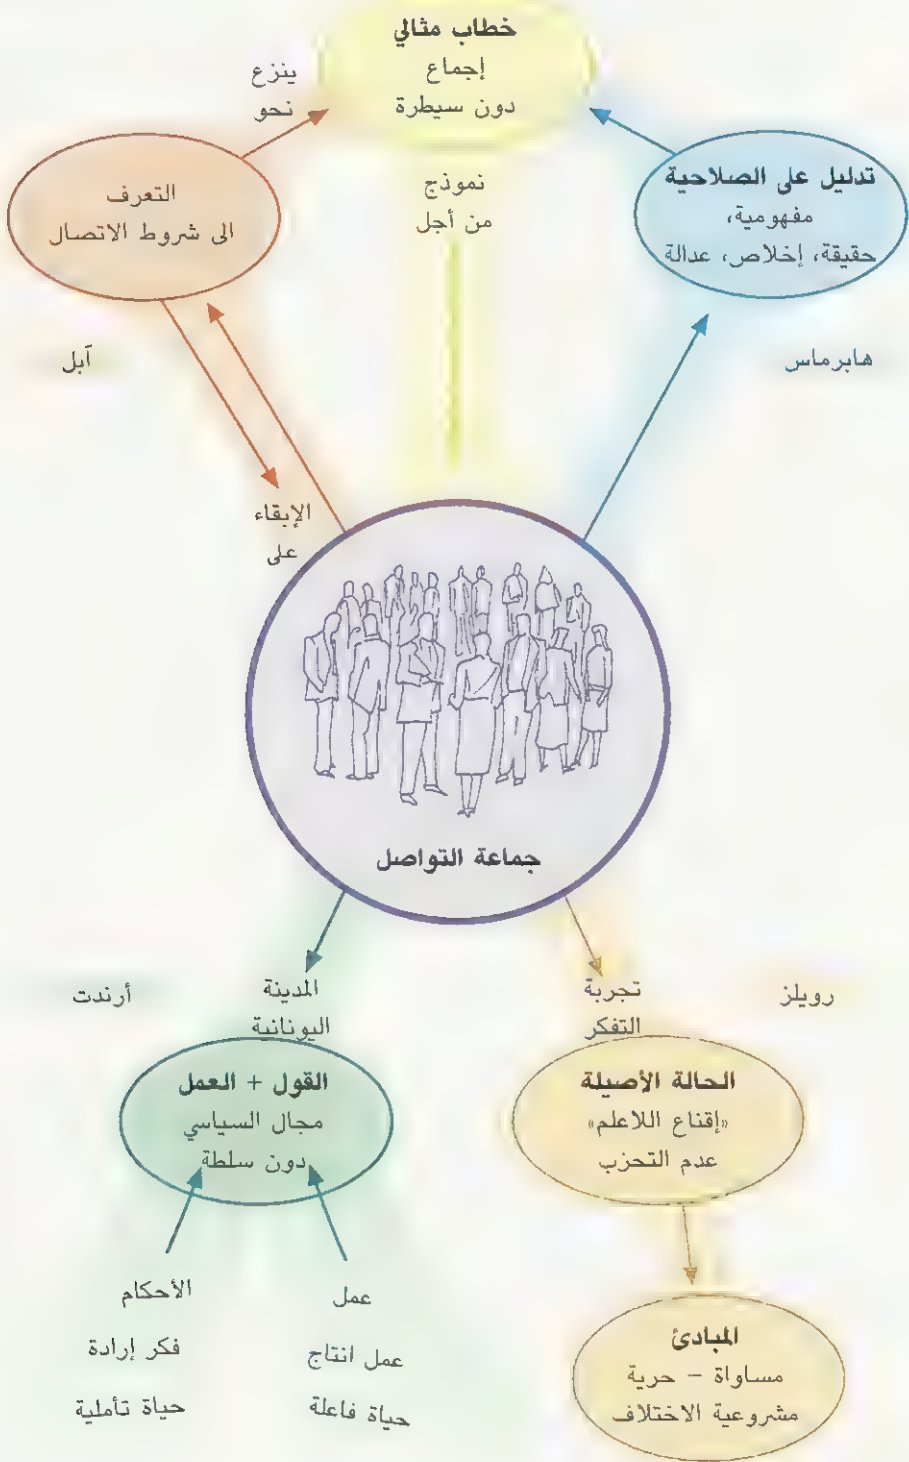 خطاب مثالي
إجماع
دون سيطرة
ينزع
نحو
تدليل على الصلاحية
مفهومية،
حقيقة، إخلاص، عدالة
التعرف
الى شروط الاتصال
نموذج
من أجل
هابرماس
آبل
الإبقاء
على
جماعة التواصل
رويلز
تجربة
التفكر
المدينة
اليونانية
أرندت
الحالة الأصيلة
«إقناع اللاعلم»
عدم التحزب
القول + العمل
مجال السياسي
دون سلطة
المبادئ
مساواة – حرية
مشروعية الاختلاف
عمل
عمل انتاج
حياة فاعلة
الأحكام
فكر إرادة
حياة تأملية